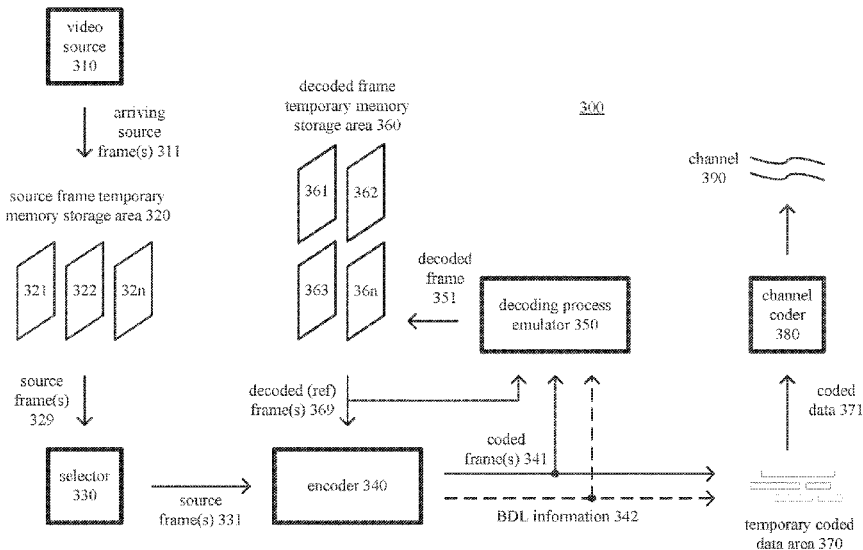 video
source
310
arriving
source
frame(s) 311
source frame temporary
memory storage area 320
321
322
32n
source
frame(s)
329
selector
330
source
frame(s) 331
decoded frame
temporary memory
storage area 360
361
362
363
36n
decoded
frame
351
decoded (ref)
frame(s) 369
encoder 340
decoding process
emulator 350
coded
frame(s) 341
BDL information 342
300
channel
390
channel
coder
380
coded
data 371
temporary coded
data area 370